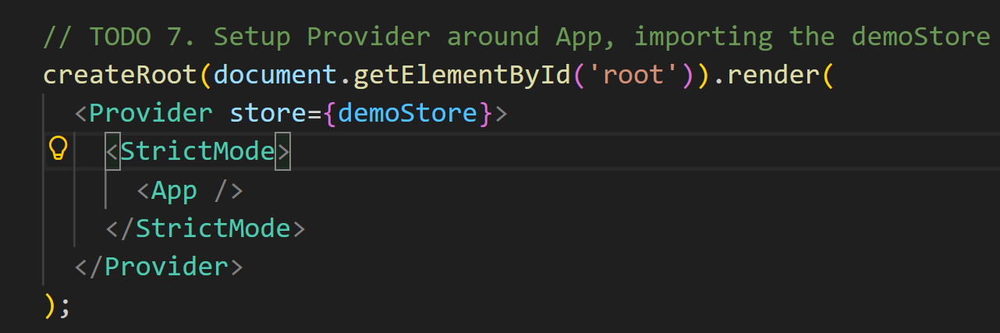 // TODO 7. Setup Provider around App, importing the demoStore
createRoot(document.getElementById('root')).render(
<Provider store={demoStore}>
<StrictMode>
<App />
</StrictMode>
</Provider>
);